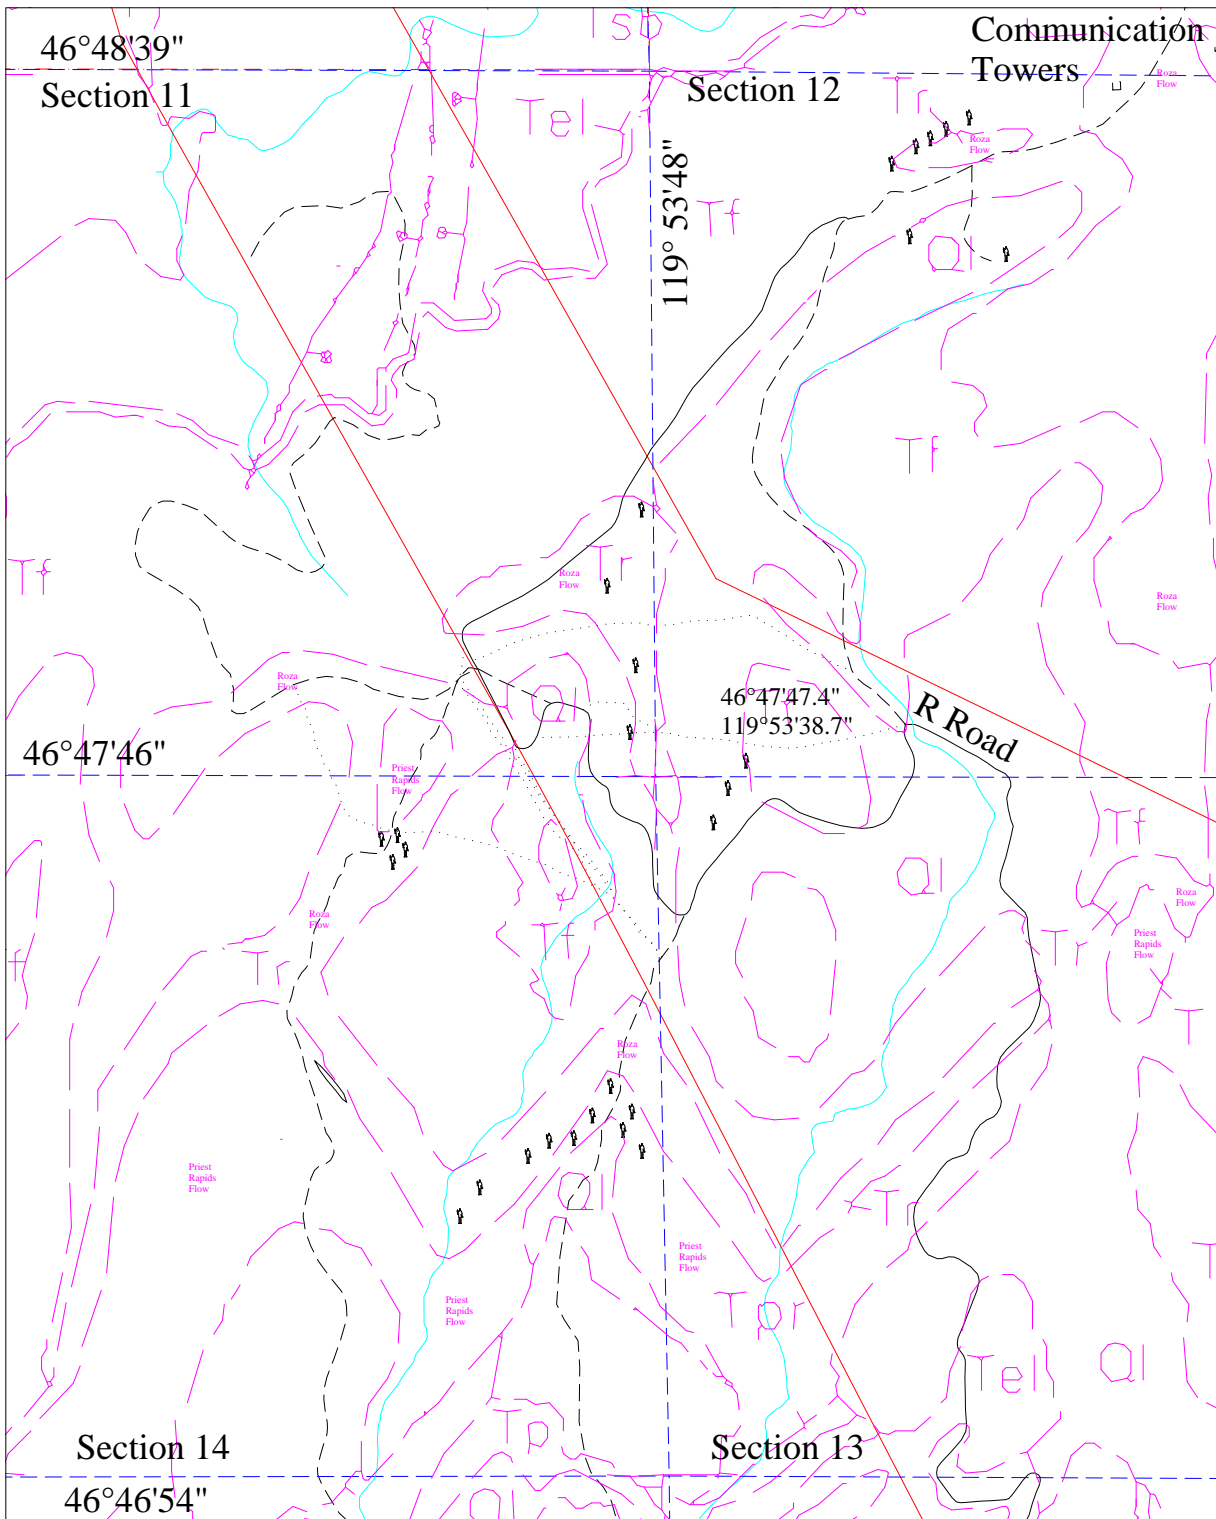 Communication
Towers
46°48'39"
Section 11
Section 12
119° 53'48"
Tsb
Tel
Tr
Roza
Flow
Roza
Flow
Tf
Ql
Tf
Tf
Tr
Roza
Flow
Roza
Flow
Roza
Flow
Ql
46°47'47.4"
119°53'38.7"
R Road
46°47'46"
Priest
Rapids
Flow
Tf
Ql
Roza
Flow
Roza
Flow
Priest
Rapids
Flow
Tf
Tr
Tr
f
T
Roza
Flow
Priest
Rapids
Flow
Ql
Tr
Priest
Rapids
Flow
T
Priest
Rapids
Flow
Tpr
Tel
Ql
Tp
Section 14
Section 13
46°46'54"
Ql